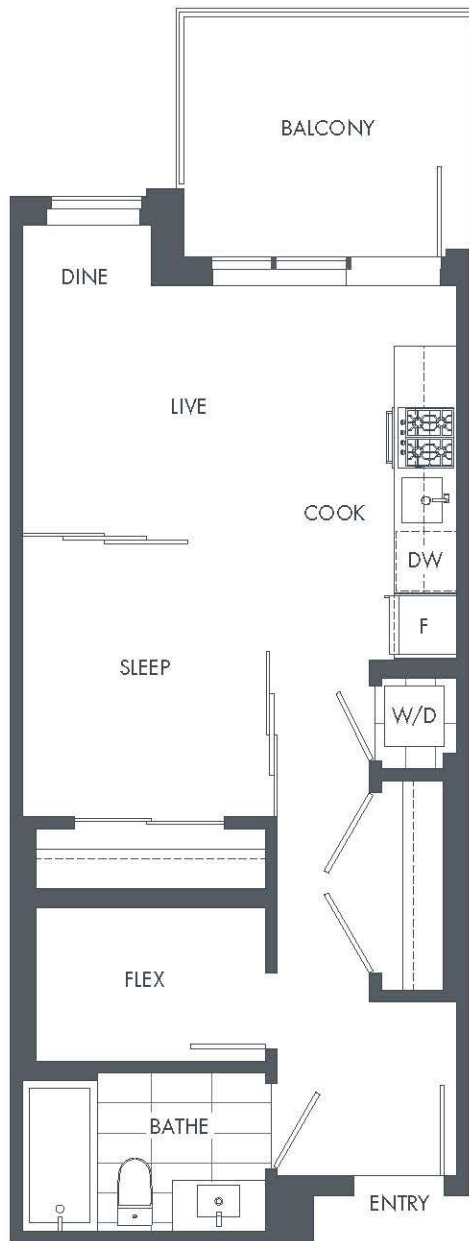 BALCONY
DINE
LIVE
COOK
DW
F
SLEEP
W/D
FLEX
BATHE
ENTRY